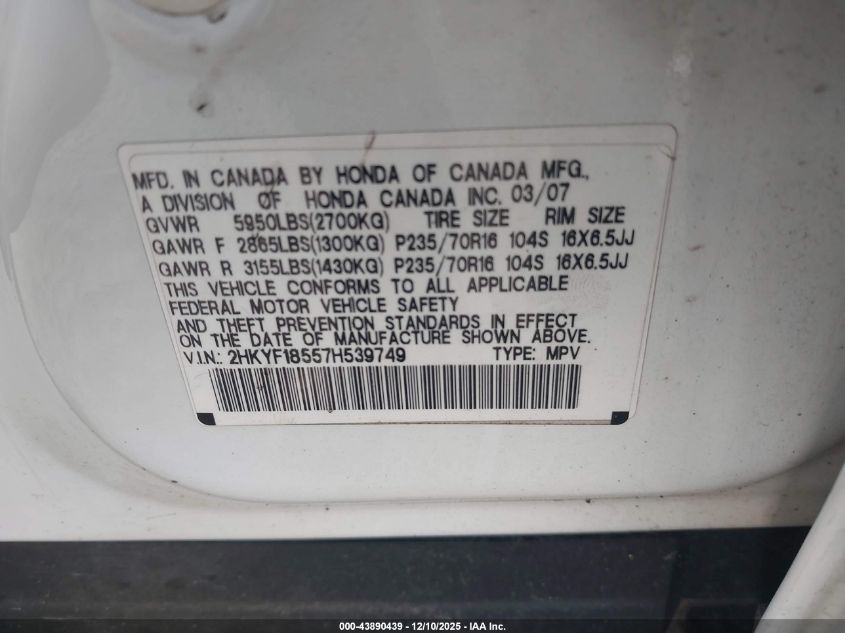 MFD. IN CANADA BY HONDA OF CANADA MFG.,
A DIVISION OF HONDA CANADA INC. 03/07
GVWR 5950LBS(2700KG) TIRE SIZE RIM SIZE
GAWR F 2865LBS(1300KG) P235/70R16 104S 16X6.5JJ
GAWR R 3155LBS(1430KG) P235/70R16 104S 16X6.5JJ
THIS VEHICLE CONFORMS TO ALL APPLICABLE
FEDERAL MOTOR VEHICLE SAFETY
AND THEFT PREVENTION STANDARDS IN EFFECT
ON THE DATE OF MANUFACTURE SHOWN ABOVE.
V.I.N.: 2HKYF18557H539749 TYPE: MPV
000-43890439 - 12/10/2025 - IAA Inc.